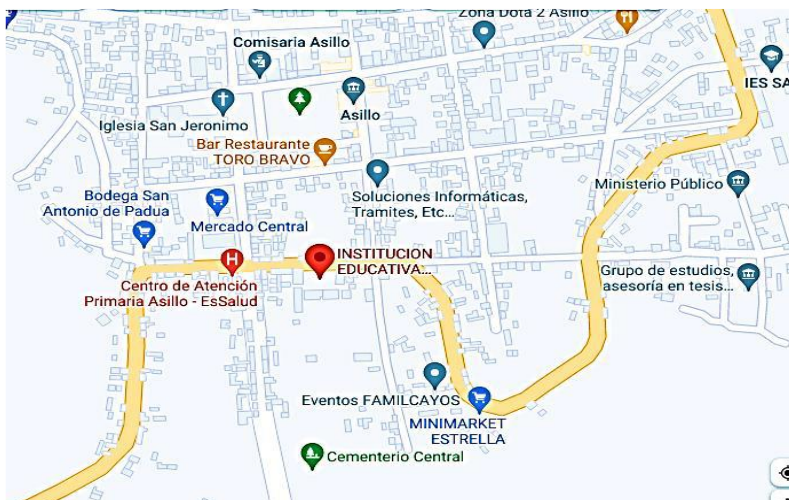 Zona Dota 2 Asillo
Comisaria Asillo
IES SA
Asillo
Iglesia San Jeronimo
Bar Restaurante
TORO BRAVO
Ministerio Público
Bodega San
Antonio de Padua
Soluciones Informáticas,
Tramites, Etc...
Mercado Central
INSTITUCION
EDUCATIVA...
H
Centro de Atención
Primaria Asillo - EsSalud
Grupo de estudios,
asesoría en tesis...
Eventos FAMILCAYOS
MINIMARKET
ESTRELLA
Cementerio Central